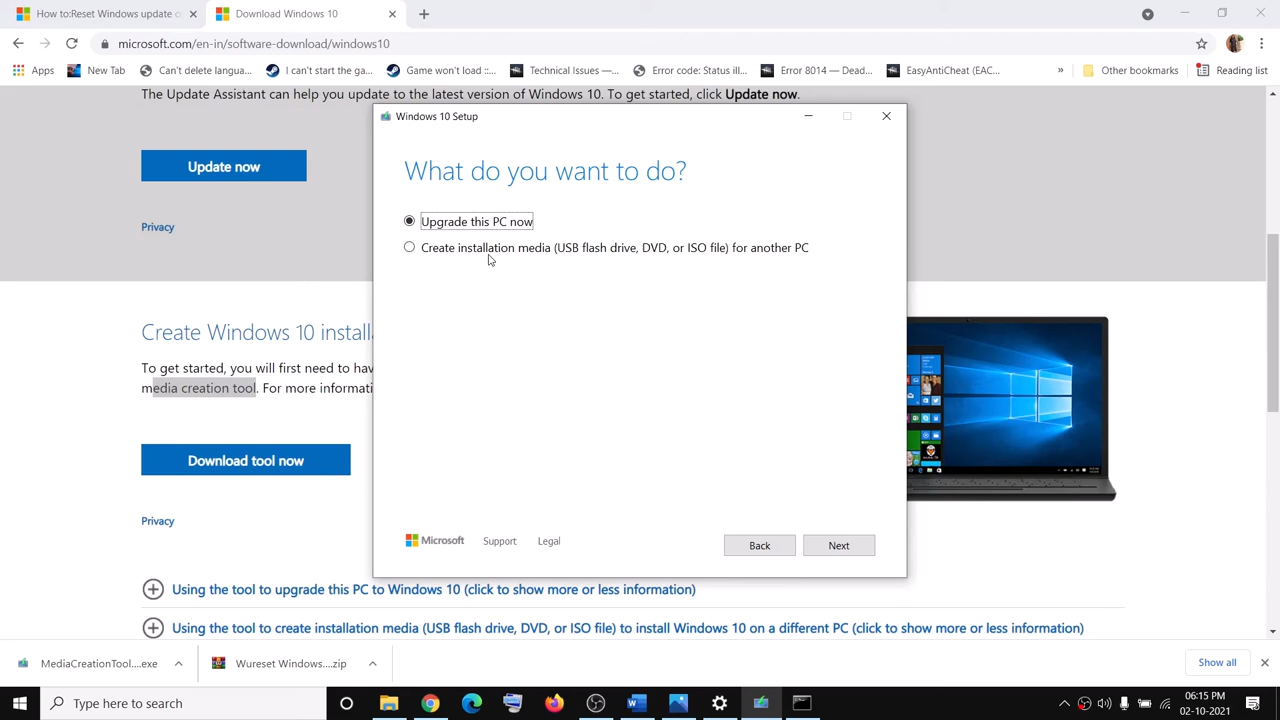 How to:Reset Windows update c
Download Windows 10
microsoft.com/en-in/software-download/windows10
Apps
New Tab
Can't delete langua...
I can't start the ga...
Game won't load ::...
Technical Issues —...
Error code: Status ill...
Error 8014 — Dead...
EasyAntiCheat (EAC...
»
Other bookmarks
Reading list
The Update Assistant can help you update to the latest version of Windows 10. To get started, click Update now.
Windows 10 Setup
Update now
What do you want to do?
Privacy
Upgrade this PC now
Create installation media (USB flash drive, DVD, or ISO file) for another PC
Create Windows 10 install
To get started, you will first need to hav
media creation tool. For more informati
Download tool now
Privacy
Microsoft
Support
Legal
Back
Next
Using the tool to upgrade this PC to Windows 10 (click to show more or less information)
Using the tool to create installation media (USB flash drive, DVD, or ISO file) to install Windows 10 on a different PC (click to show more or less information)
MediaCreationTool....exe
Wureset Windows....zip
Show all
Type here to search
06:15 PM
02-10-2021